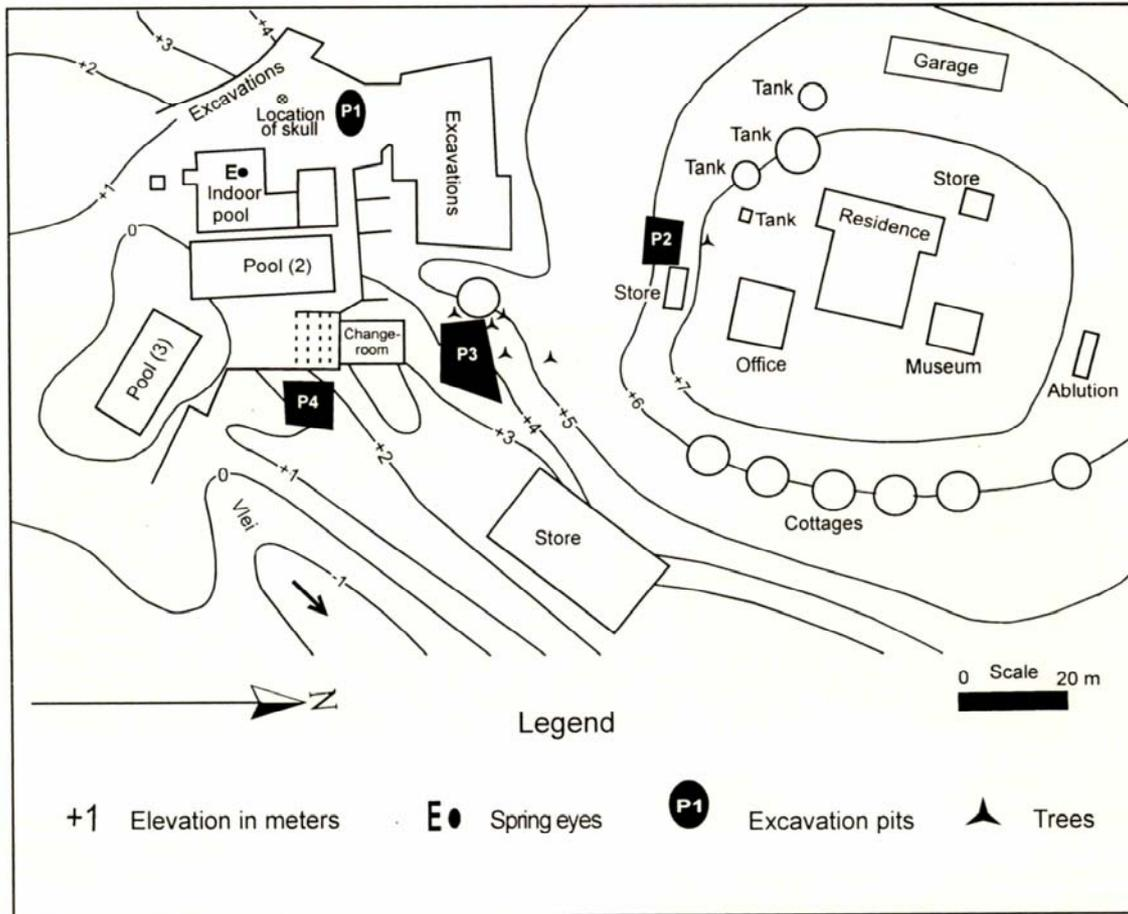 +4
+3
+2
Excavations
Location
of skull
P1
Excavations
Garage
Tank
Tank
Tank
Tank
Store
Residence
+1
E
Indoor
pool
0
Pool (2)
P2
Store
Office
Museum
Ablution
Pool (3)
Change-
room
P3
P4
+7
+6
+5
+4
+3
+2
+1
0
Vlei
-1
Store
Cottages
N
0 Scale 20 m
Legend
+1 Elevation in meters
E Spring eyes
P1 Excavation pits
Trees